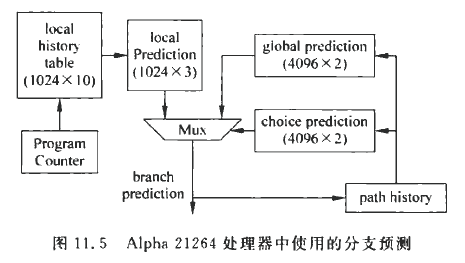 local
history
table
(1024×10)
local
Prediction
(1024×3)
global prediction
(4096×2)
Mux
choice prediction
(4096×2)
Program
Counter
branch
prediction
path history
图 11.5 Alpha 21264 处理器中使用的分支预测